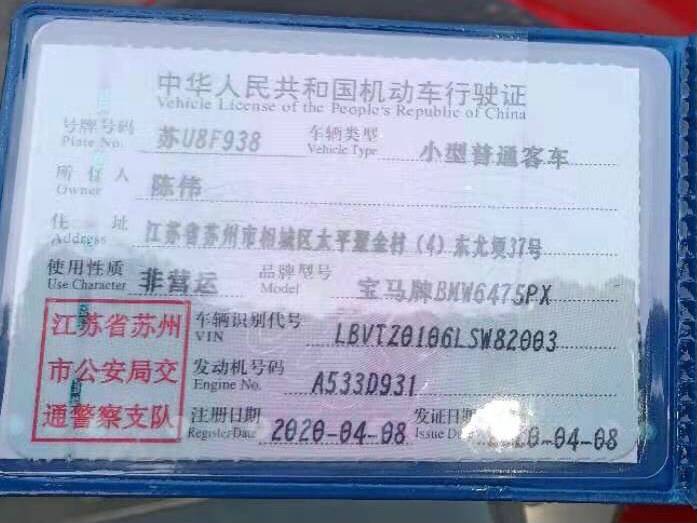 中华人民共和国机动车行驶证
Vehicle License of the People's Republic of China
号牌号码 苏U8F938 车辆类型 小型普通客车
Plate No. Vehicle Type
所有人 陈伟
Owner
住址 江苏省苏州市相城区太平聚金村(4)东北坝37号
Address
使用性质 非营运 品牌型号 宝马牌BMW6475PX
Use Character Model
江苏省苏州
市公安局交
通警察支队
车辆识别代号 LBVTZ0106LSW82003
VIN
发动机号码 A533D931
Engine No.
注册日期 2020-04-08 发证日期 2020-04-08
Register Date Issue Date